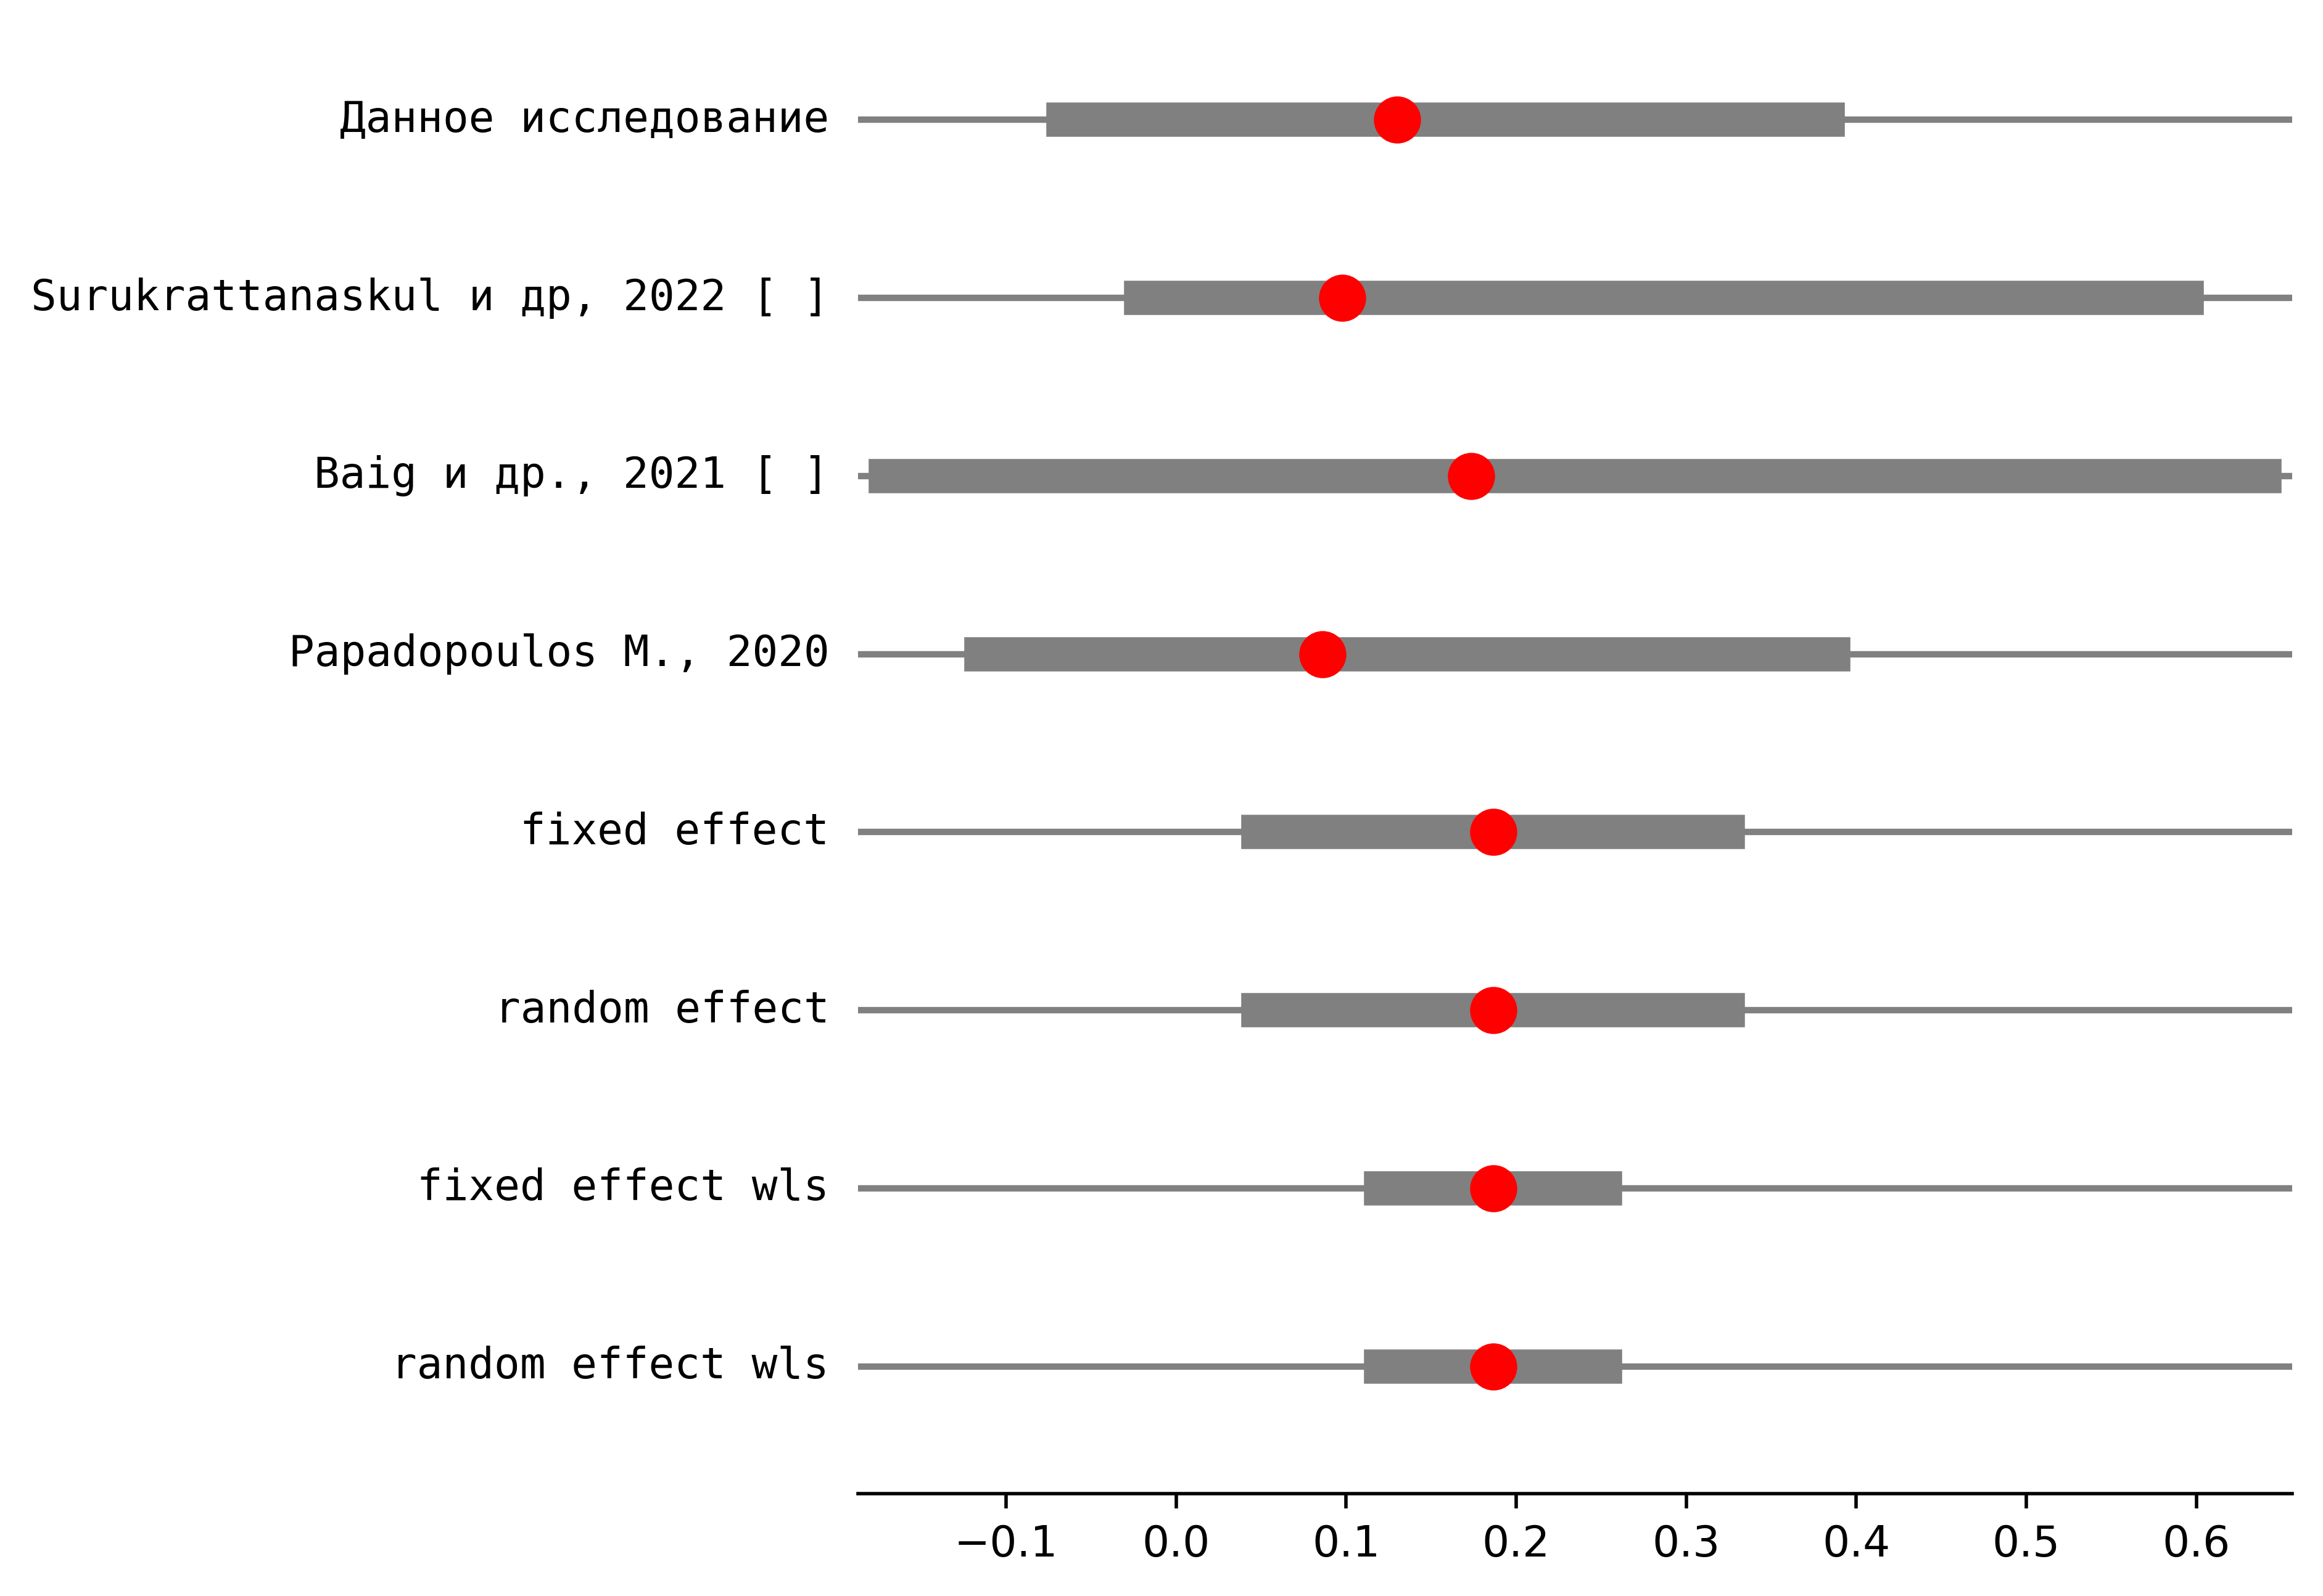 Данное исследование
Surukrattanaskul и др, 2022 [ ]
Baig и др., 2021 [ ]
Papadopoulos M., 2020
fixed effect
random effect
fixed effect wls
random effect wls
−0.1 0.0 0.1 0.2 0.3 0.4 0.5 0.6